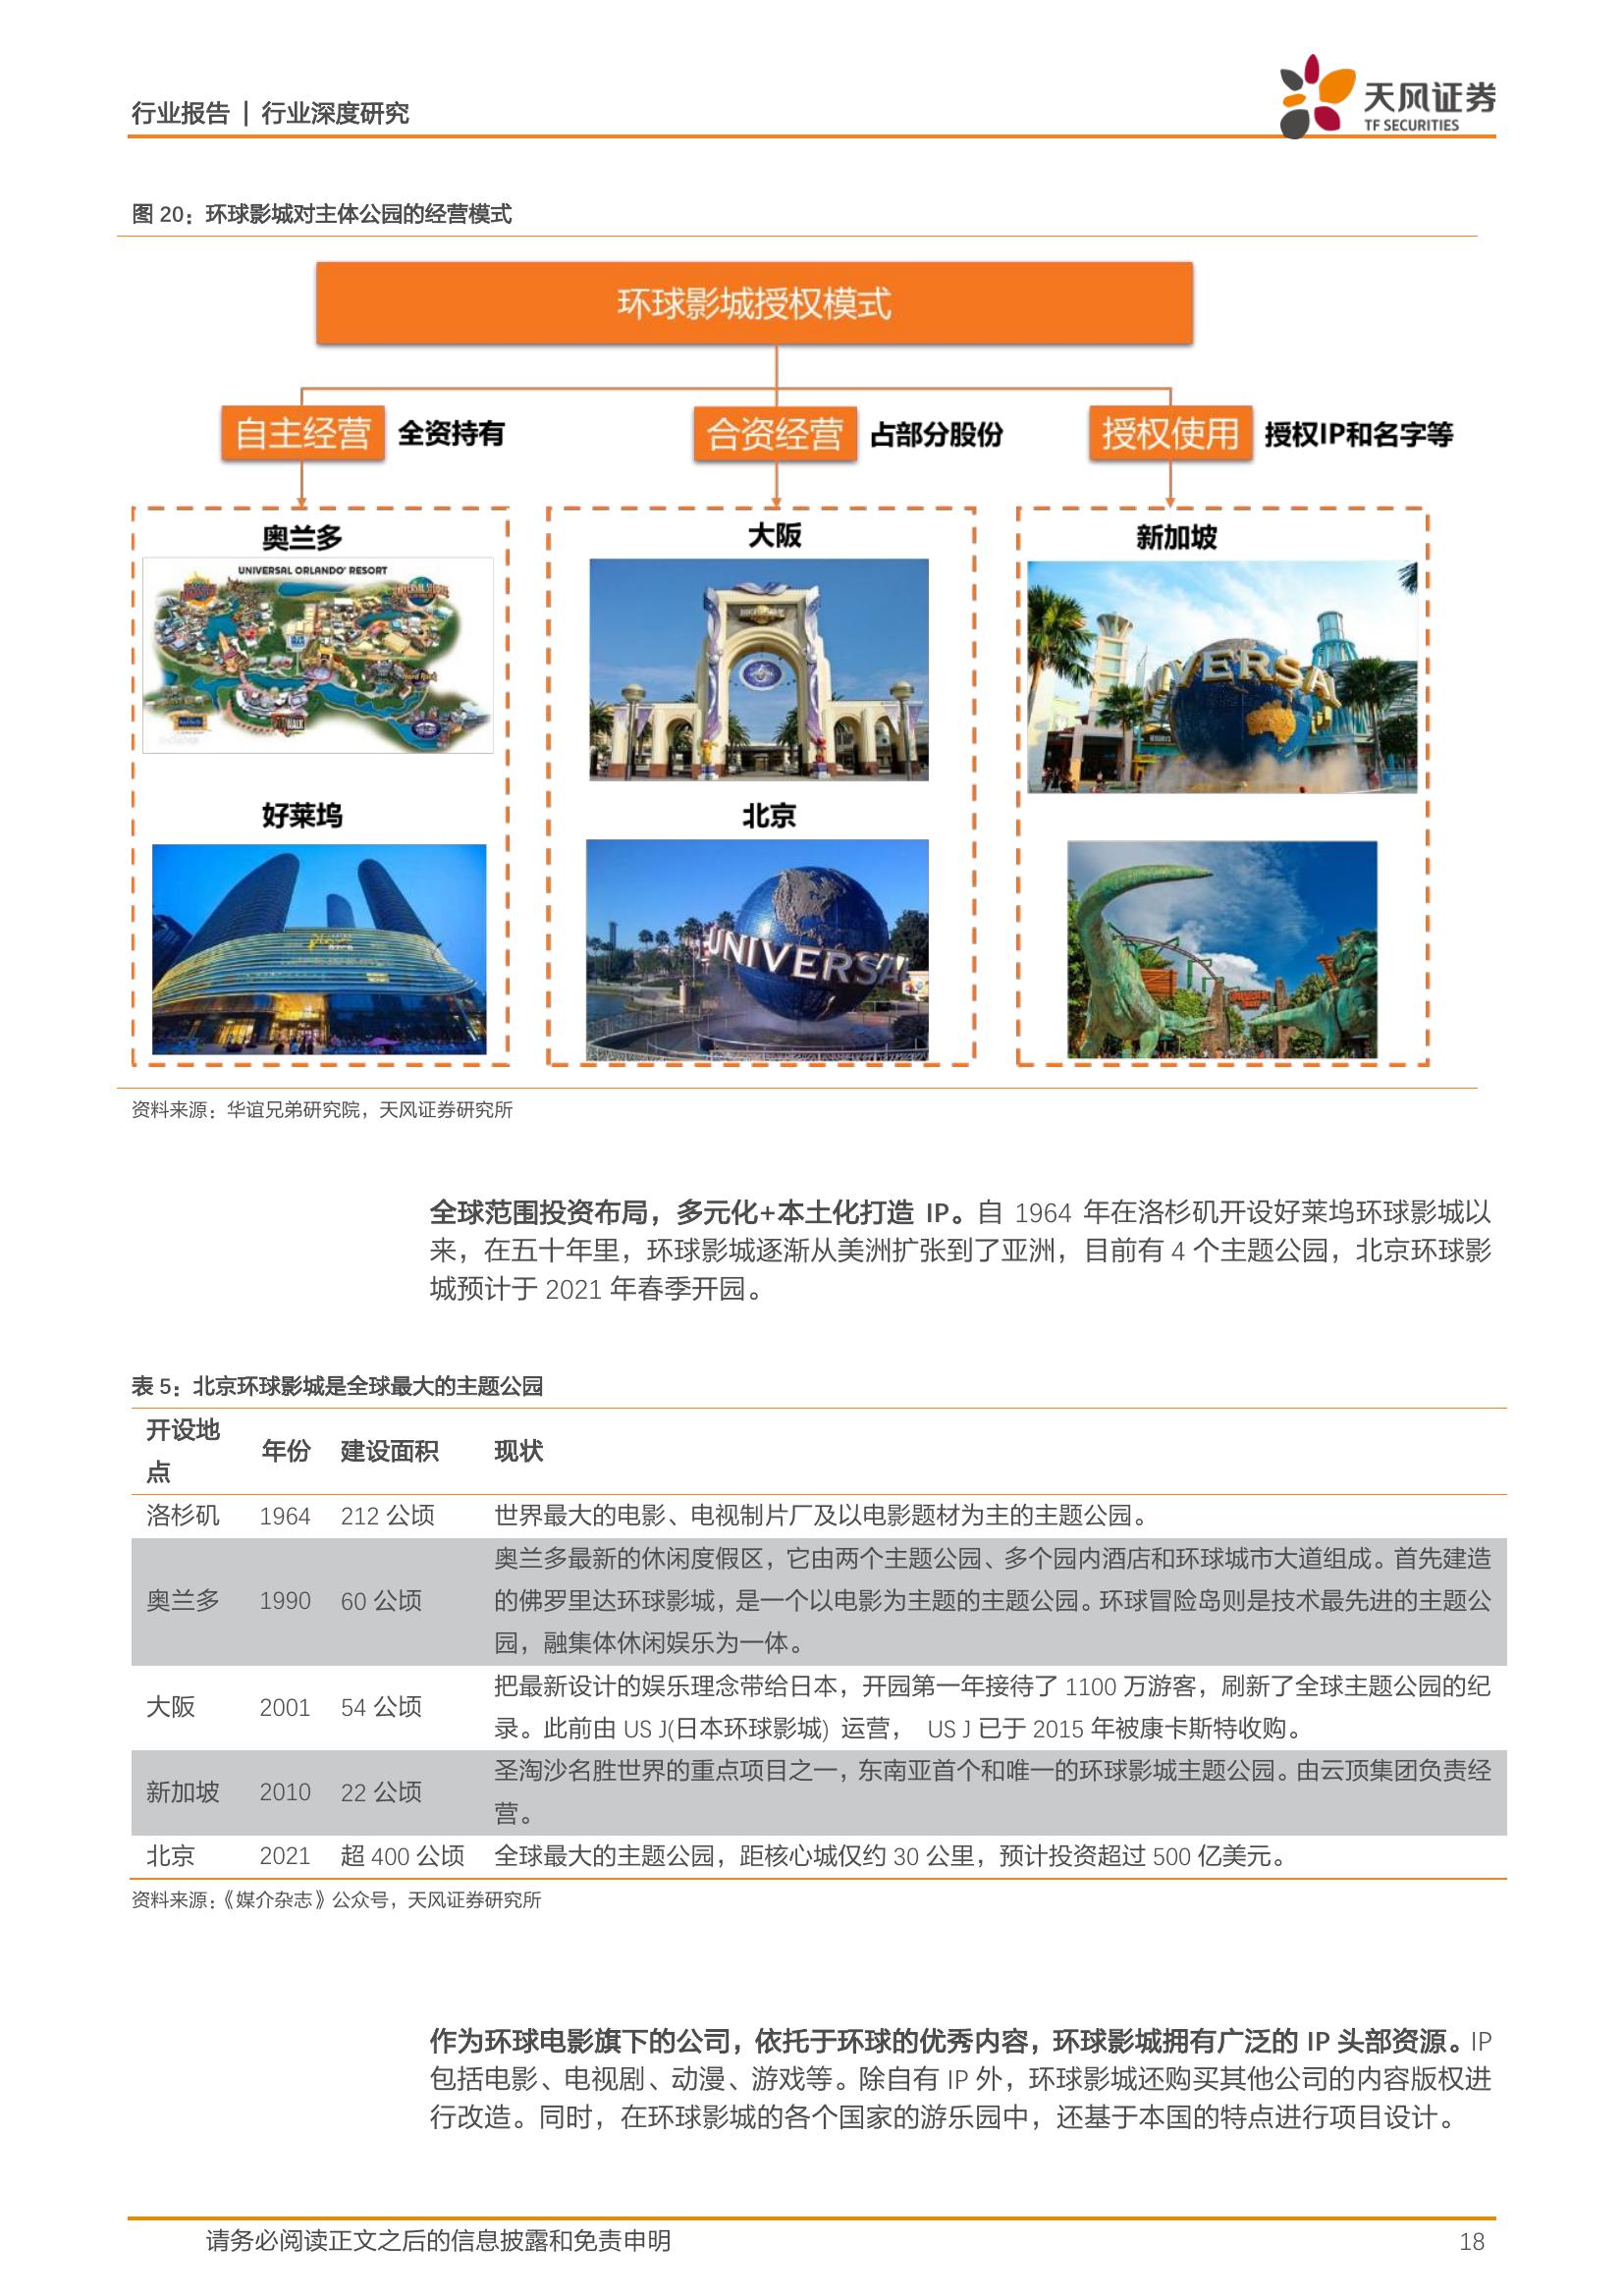 行业报告 | 行业深度研究
天风证券
TF SECURITIES
图 20：环球影城对主体公园的经营模式
环球影城授权模式
自主经营 全资持有
合资经营 占部分股份
授权使用 授权IP和名字等
奥兰多
UNIVERSAL ORLANDO' RESORT
大阪
新加坡
VERSA
好莱坞
北京
UNIVERSAL
资料来源：华谊兄弟研究院，天风证券研究所
全球范围投资布局，多元化+本土化打造 IP。自 1964 年在洛杉矶开设好莱坞环球影城以
来，在五十年里，环球影城逐渐从美洲扩张到了亚洲，目前有 4 个主题公园，北京环球影
城预计于 2021 年春季开园。
表 5：北京环球影城是全球最大的主题公园
开设地
点
年份 建设面积 现状
洛杉矶 1964 212 公顷 世界最大的电影、电视制片厂及以电影题材为主的主题公园。
奥兰多最新的休闲度假区，它由两个主题公园、多个园内酒店和环球城市大道组成。首先建造
奥兰多 1990 60 公顷 的佛罗里达环球影城，是一个以电影为主题的主题公园。环球冒险岛则是技术最先进的主题公
园，融集体休闲娱乐为一体。
大阪 2001 54 公顷 把最新设计的娱乐理念带给日本，开园第一年接待了 1100 万游客，刷新了全球主题公园的纪
录。此前由 US J(日本环球影城) 运营， US J 已于 2015 年被康卡斯特收购。
新加坡 2010 22 公顷 圣淘沙名胜世界的重点项目之一，东南亚首个和唯一的环球影城主题公园。由云顶集团负责经
营。
北京 2021 超 400 公顷 全球最大的主题公园，距核心城仅约 30 公里，预计投资超过 500 亿美元。
资料来源：《媒介杂志》公众号，天风证券研究所
作为环球电影旗下的公司，依托于环球的优秀内容，环球影城拥有广泛的 IP 头部资源。IP
包括电影、电视剧、动漫、游戏等。除自有 IP 外，环球影城还购买其他公司的内容版权进
行改造。同时，在环球影城的各个国家的游乐园中，还基于本国的特点进行项目设计。
请务必阅读正文之后的信息披露和免责申明
18